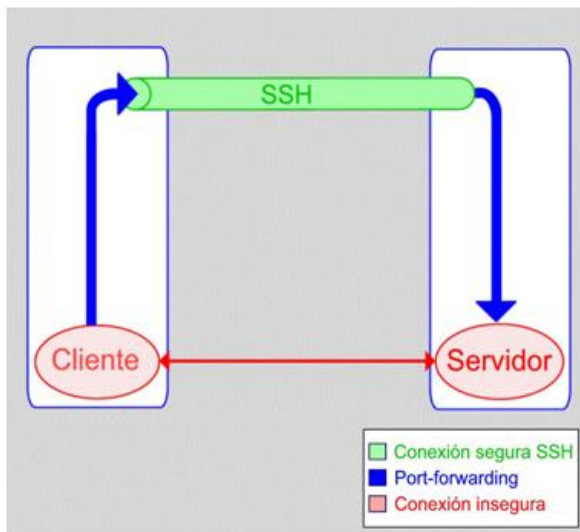 SSH
Cliente
Servidor
Conexión segura SSH
Port-forwarding
Conexión insegura